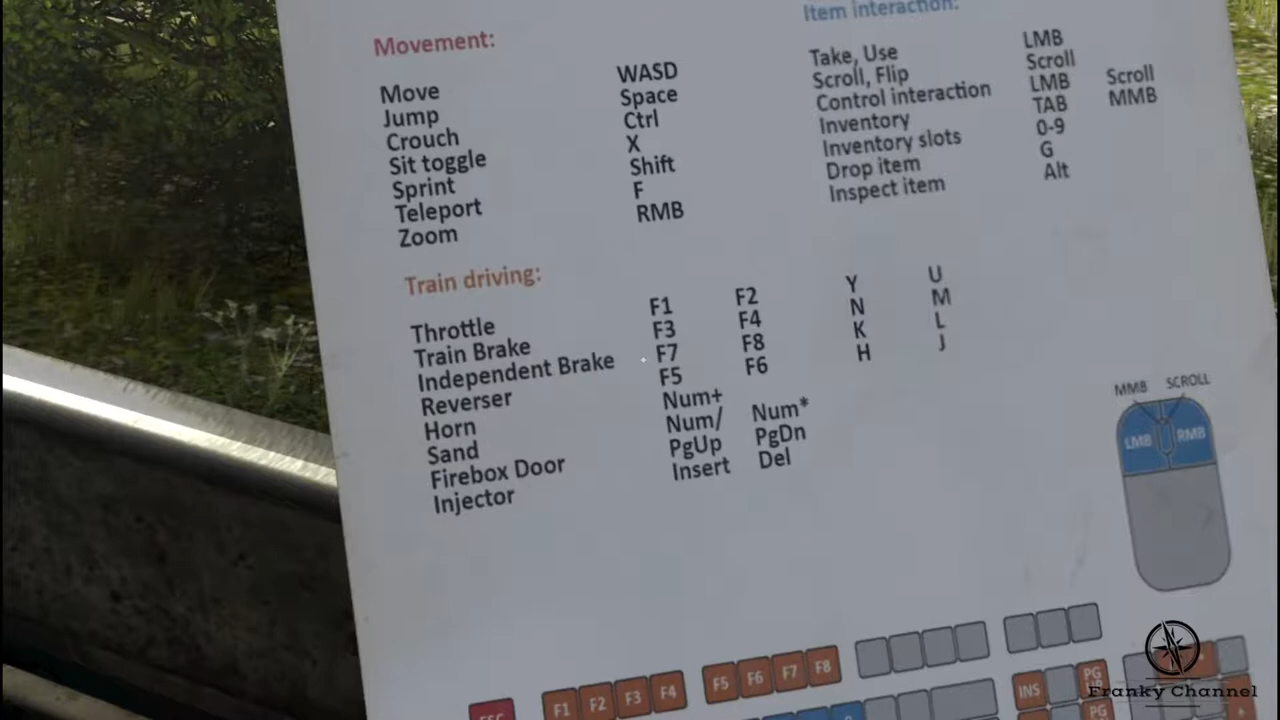 Item interaction:
Movement:
Move WASD
Jump Space
Crouch Ctrl
Sit toggle X
Sprint Shift
Teleport F
Zoom RMB
Take, Use LMB
Scroll, Flip Scroll
Control interaction LMB Scroll
Inventory TAB MMB
Inventory slots 0-9
Drop item G
Inspect item Alt
Train driving:
Throttle F1 F2 Y U
Train Brake F3 F4 N M
Independent Brake F7 F8 K L
Reverser F5 F6 H J
Horn Num+
Sand Num/ Num*
Firebox Door PgUp PgDn
Injector Insert Del
MMB SCROLL
LMB RMB
ESC F1 F2 F3 F4 F5 F6 F7 F8
INS PG UP
PG
Franky Channel